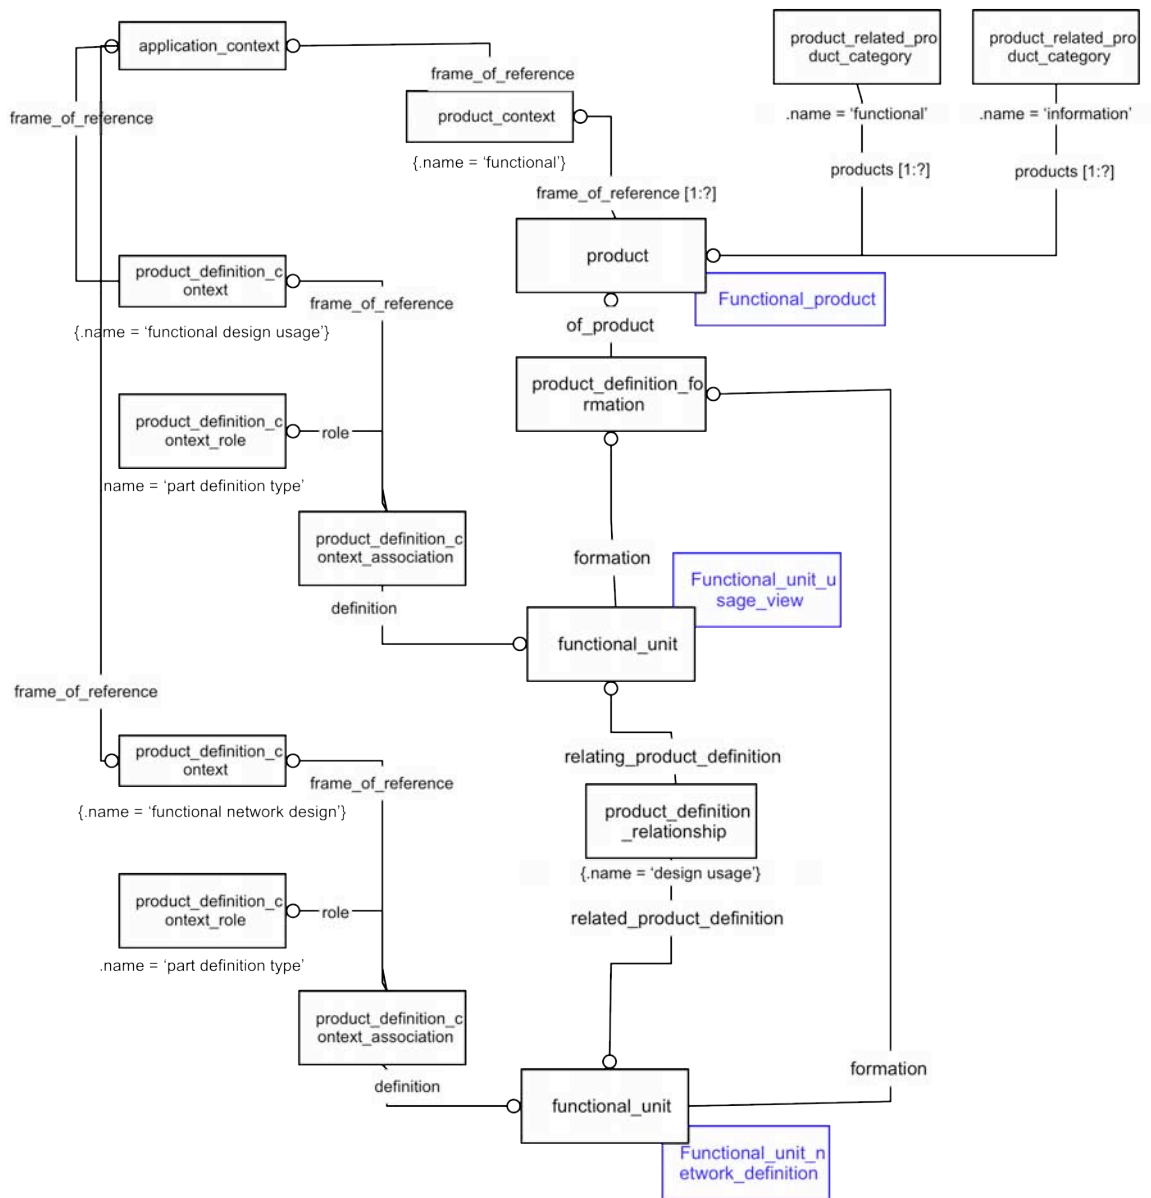 application_context
product_related_pro
duct_category
product_related_pro
duct_category
frame_of_reference
product_context
{.name = ‘functional’}
.name = ‘functional’
.name = ‘information’
frame_of_reference
products [1:?]
products [1:?]
frame_of_reference [1:?]
product
Functional_product
product_definition_c
ontext
frame_of_reference
{.name = ‘functional design usage’}
of_product
product_definition_fo
rmation
product_definition_c
ontext_role
role
name = ‘part definition type’
product_definition_c
ontext_association
formation
Functional_unit_u
sage_view
definition
functional_unit
frame_of_reference
product_definition_c
ontext
frame_of_reference
{.name = ‘functional network design’}
relating_product_definition
product_definition
_relationship
{.name = ‘design usage’}
related_product_definition
product_definition_c
ontext_role
role
.name = ‘part definition type’
product_definition_c
ontext_association
definition
formation
functional_unit
Functional_unit_n
etwork_definition